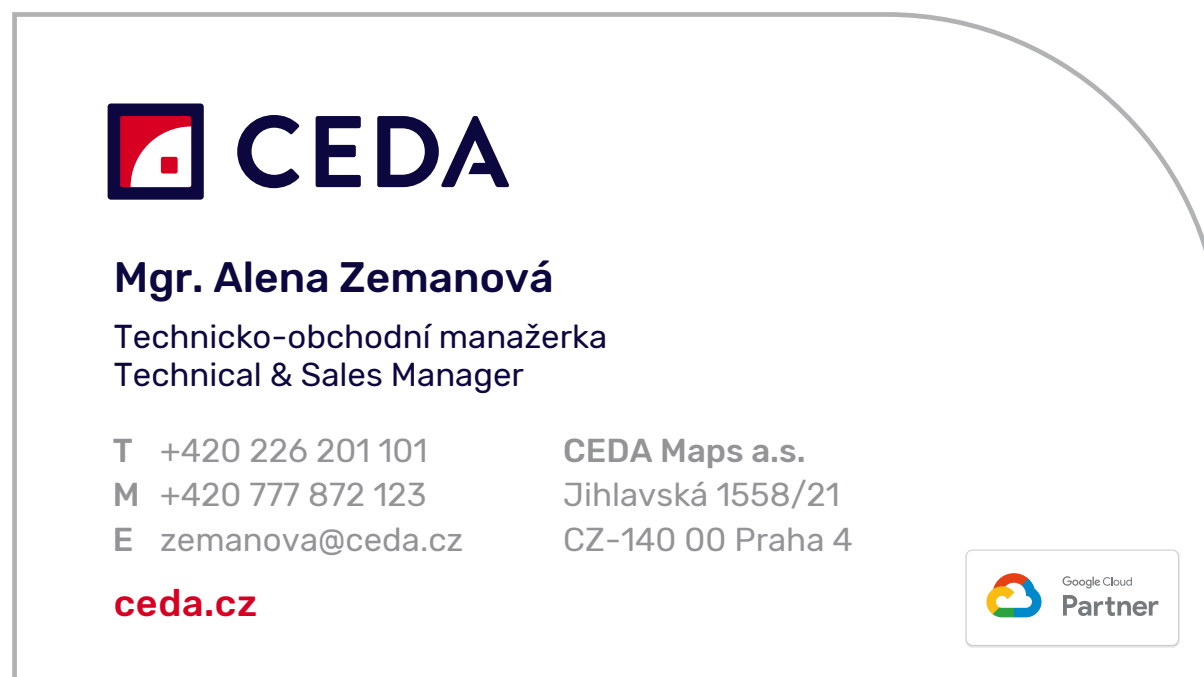 CEDA
Mgr. Alena Zemanová
Technicko-obchodní manažerka
Technical & Sales Manager
T +420 226 201 101
M +420 777 872 123
E zemanova@ceda.cz
ceda.cz
CEDA Maps a.s.
Jihlavská 1558/21
CZ-140 00 Praha 4
Google Cloud
Partner